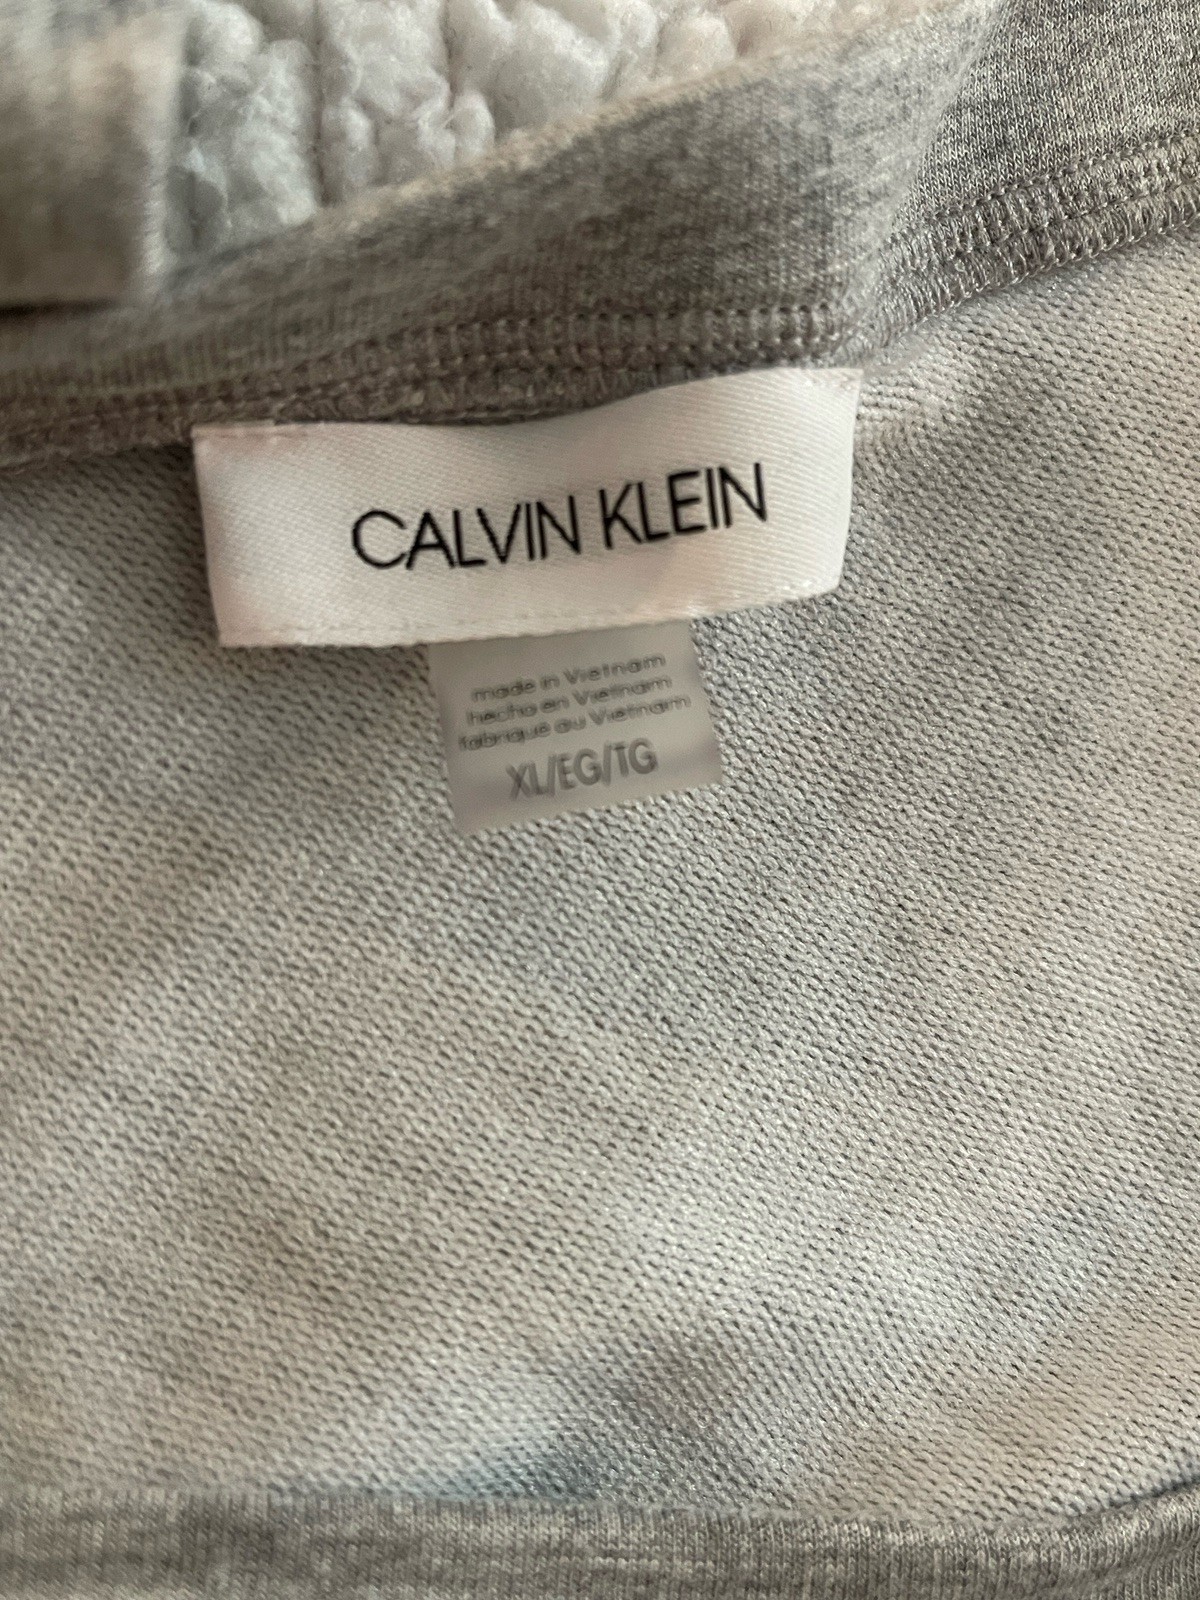 CALVIN KLEIN
made in Vietnam
hecho en Vietnam
fabriqué au Vietnam
XL/EG/TG